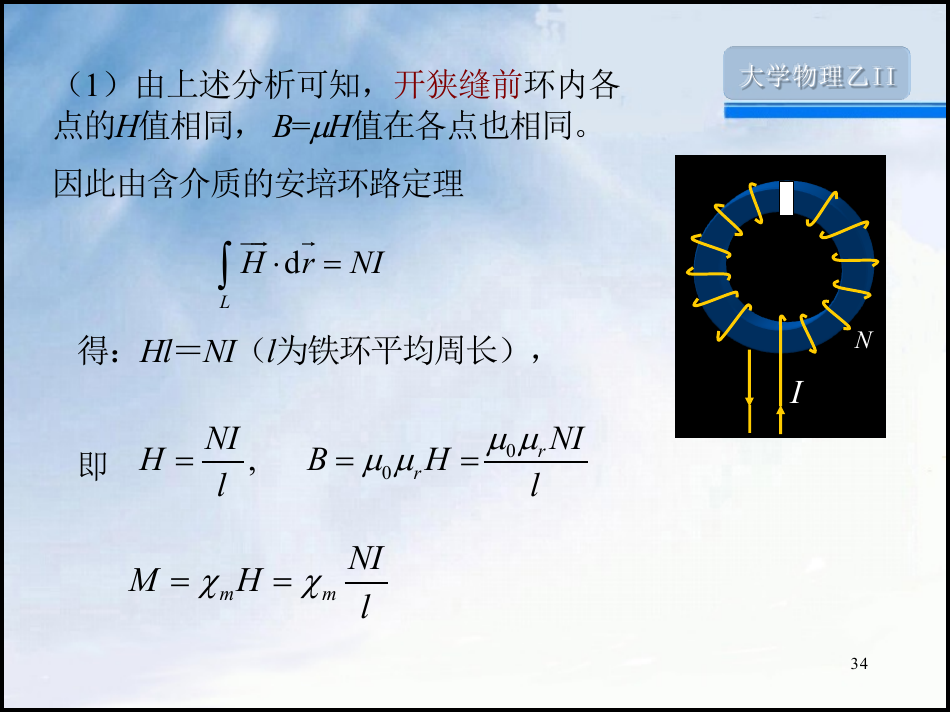 大学物理乙II
（1）由上述分析可知，开狭缝前环内各
点的H值相同， B=μH值在各点也相同。
因此由含介质的安培环路定理
∫_L H⃗ · dr⃗ = NI
得：Hl＝NI（l为铁环平均周长），
即 H = NI/l , B = μ₀μᵣH = μ₀μᵣNI/l
M = χₘH = χₘ NI/l
N
I
34